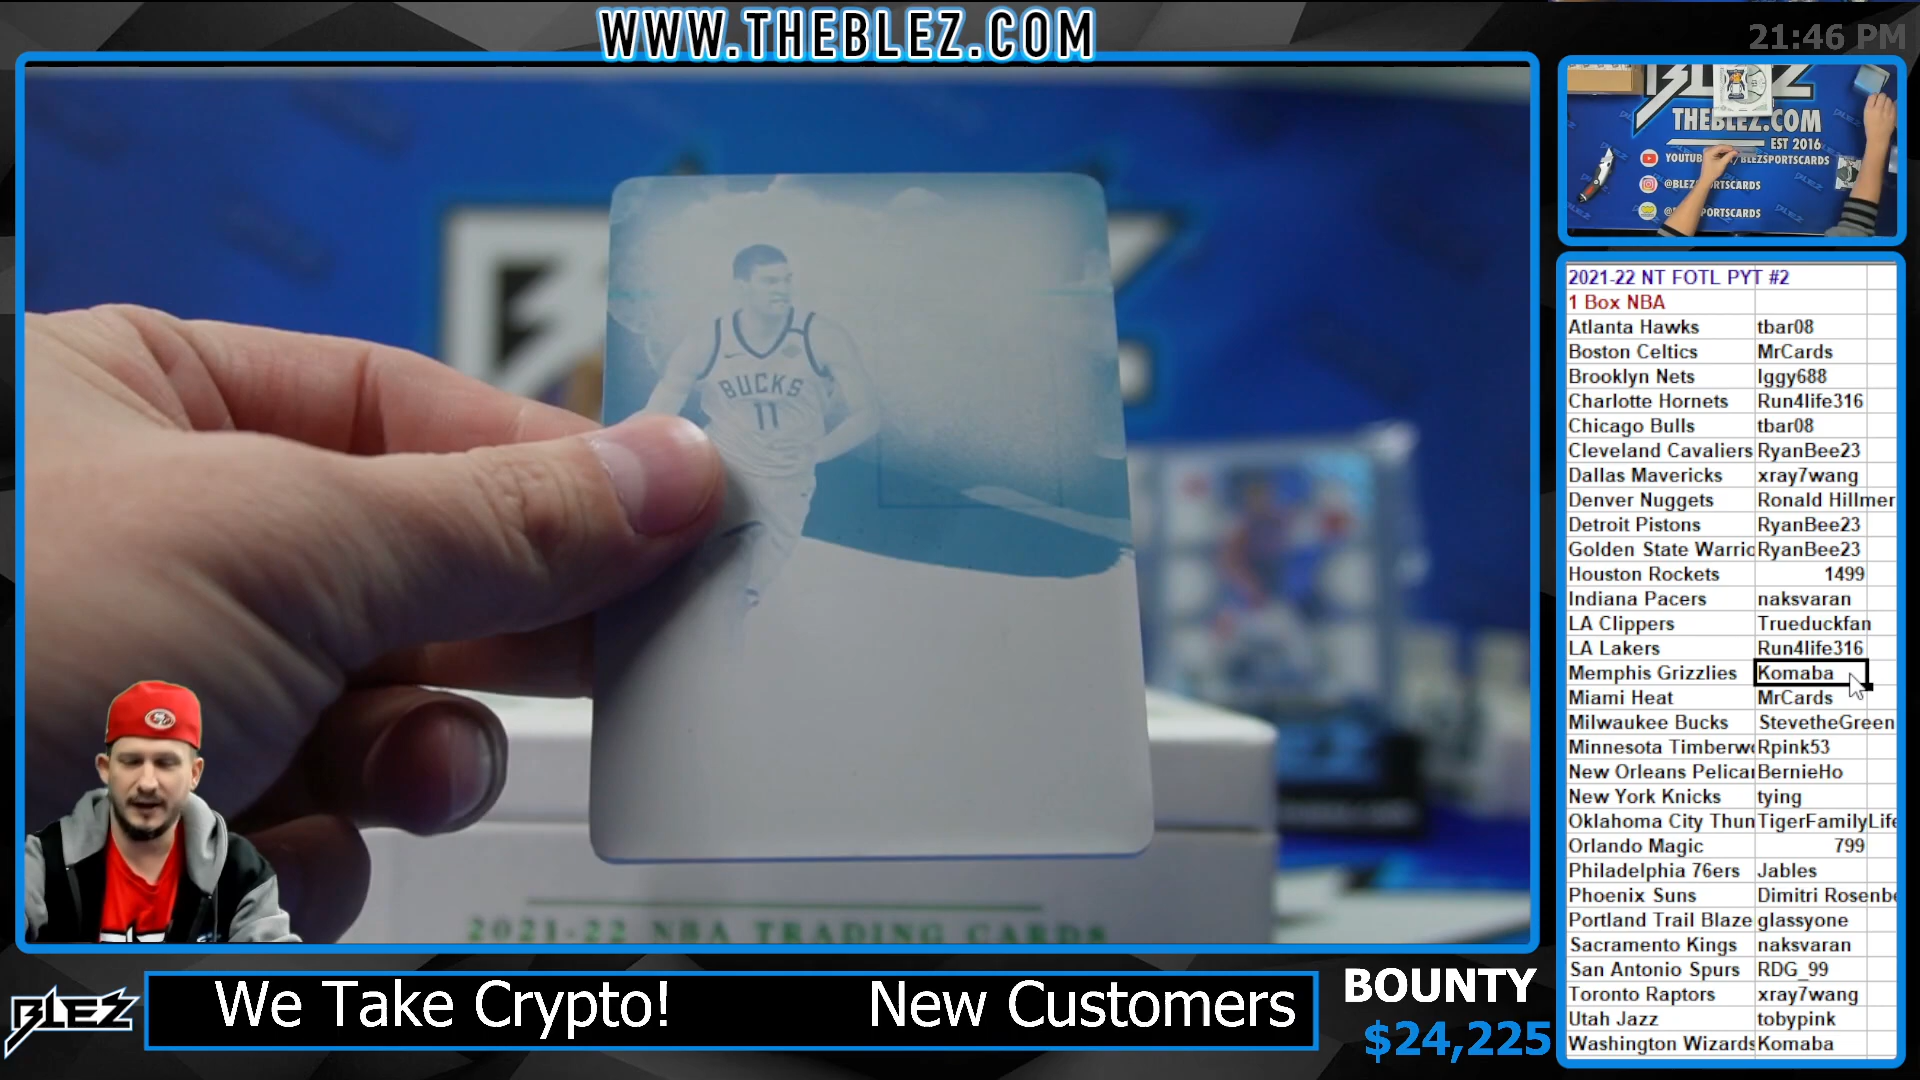 WWW.THEBLEZ.COM
21:46 PM
THEBLEZ.COM
EST 2016
BUCKS
11
2021-22 NBA TRADING CARDS
2021-22 NT FOTL PYT #2
1 Box NBA
Atlanta Hawks tbar08
Boston Celtics MrCards
Brooklyn Nets Iggy688
Charlotte Hornets Run4life316
Chicago Bulls tbar08
Cleveland Cavaliers RyanBee23
Dallas Mavericks xray7wang
Denver Nuggets Ronald Hillmer
Detroit Pistons RyanBee23
Golden State Warric RyanBee23
Houston Rockets 1499
Indiana Pacers naksvaran
LA Clippers Trueduckfan
LA Lakers Run4life316
Memphis Grizzlies Komaba
Miami Heat MrCards
Milwaukee Bucks StevetheGreen
Minnesota Timberw Rpink53
New Orleans Pelica BernieHo
New York Knicks tying
Oklahoma City Thun TigerFamilyLife
Orlando Magic 799
Philadelphia 76ers Jables
Phoenix Suns Dimitri Rosenbe
Portland Trail Blaze glassyone
Sacramento Kings naksvaran
San Antonio Spurs RDG_99
Toronto Raptors xray7wang
Utah Jazz tobypink
Washington Wizards Komaba
BLEZ
We Take Crypto! New Customers
BOUNTY
$24,225